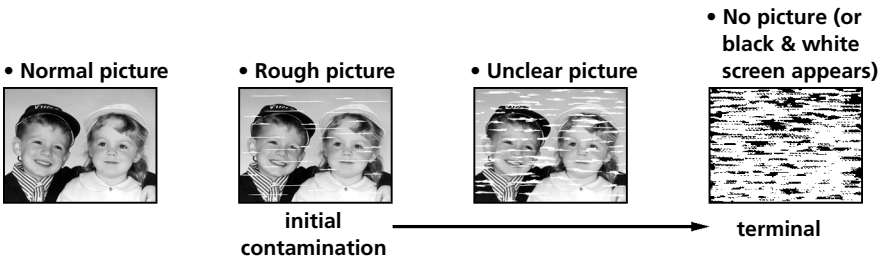 • No picture (or
black & white
screen appears)
• Normal picture
• Rough picture
• Unclear picture
initial
contamination
terminal